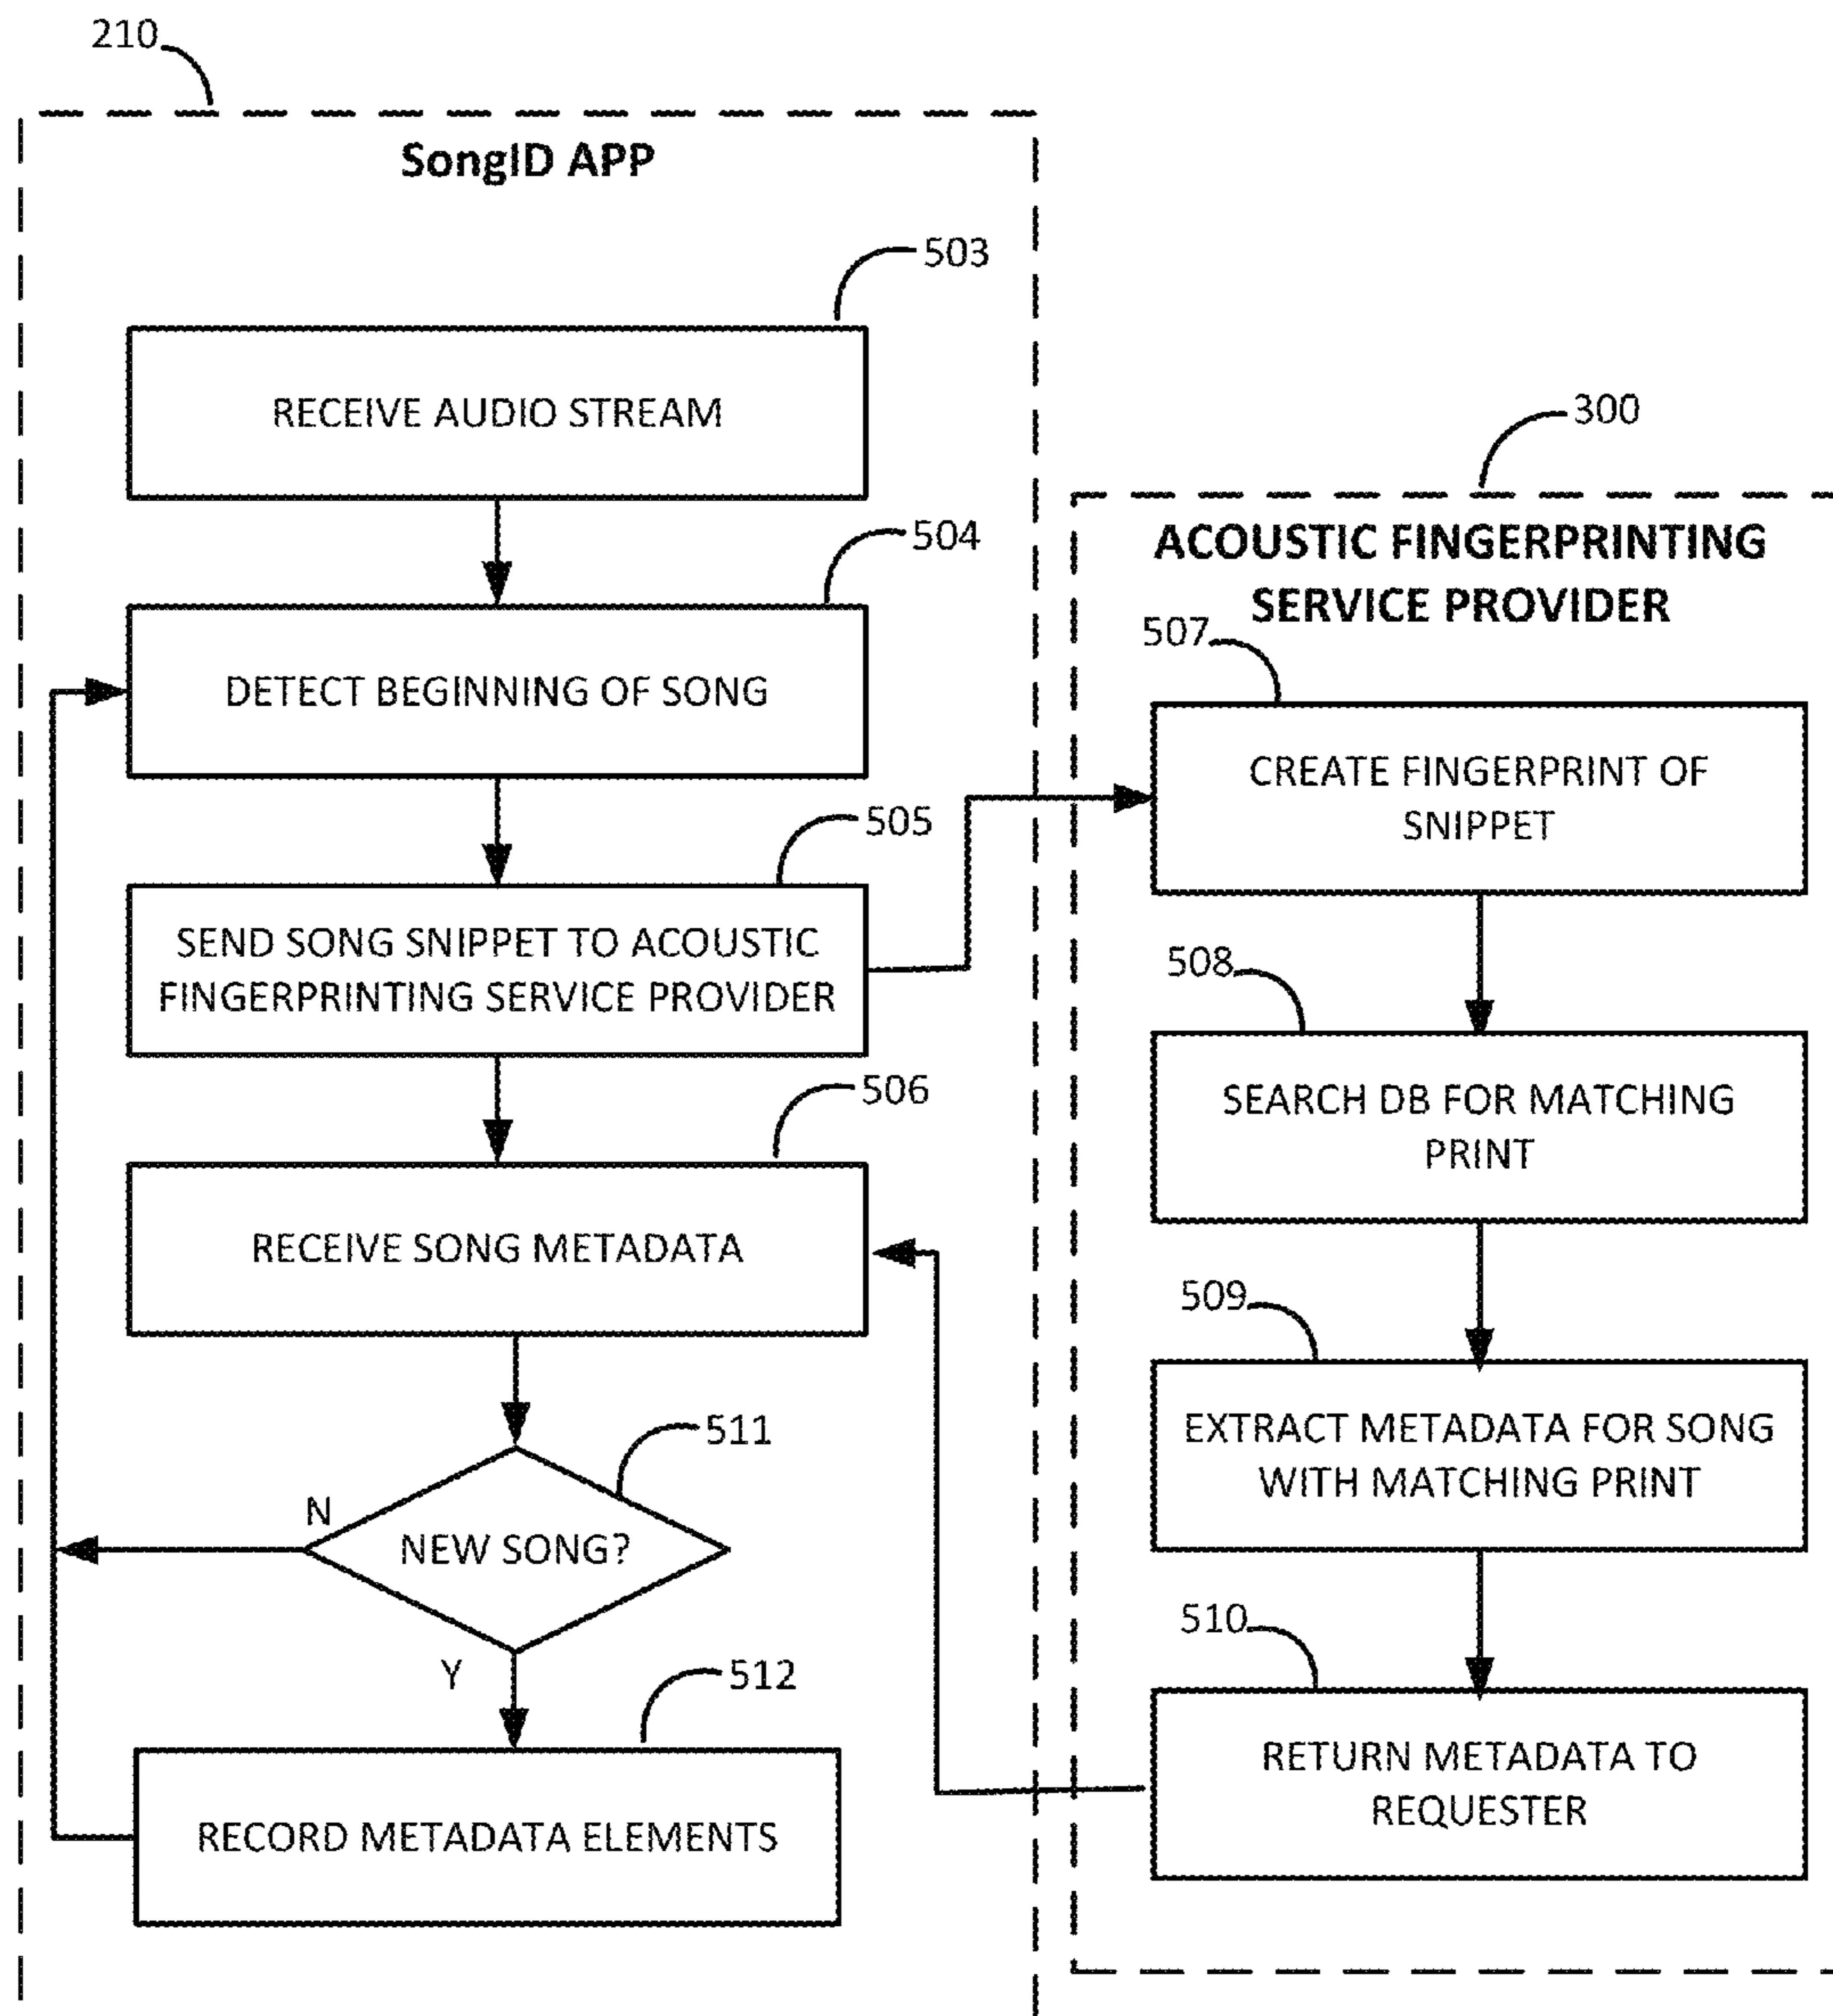 210
SongID APP
503
RECEIVE AUDIO STREAM
504
DETECT BEGINNING OF SONG
505
SEND SONG SNIPPET TO ACOUSTIC
FINGERPRINTING SERVICE PROVIDER
506
RECEIVE SONG METADATA
511
N
NEW SONG?
Y
512
RECORD METADATA ELEMENTS
300
ACOUSTIC FINGERPRINTING
SERVICE PROVIDER
507
CREATE FINGERPRINT OF
SNIPPET
508
SEARCH DB FOR MATCHING
PRINT
509
EXTRACT METADATA FOR SONG
WITH MATCHING PRINT
510
RETURN METADATA TO
REQUESTER